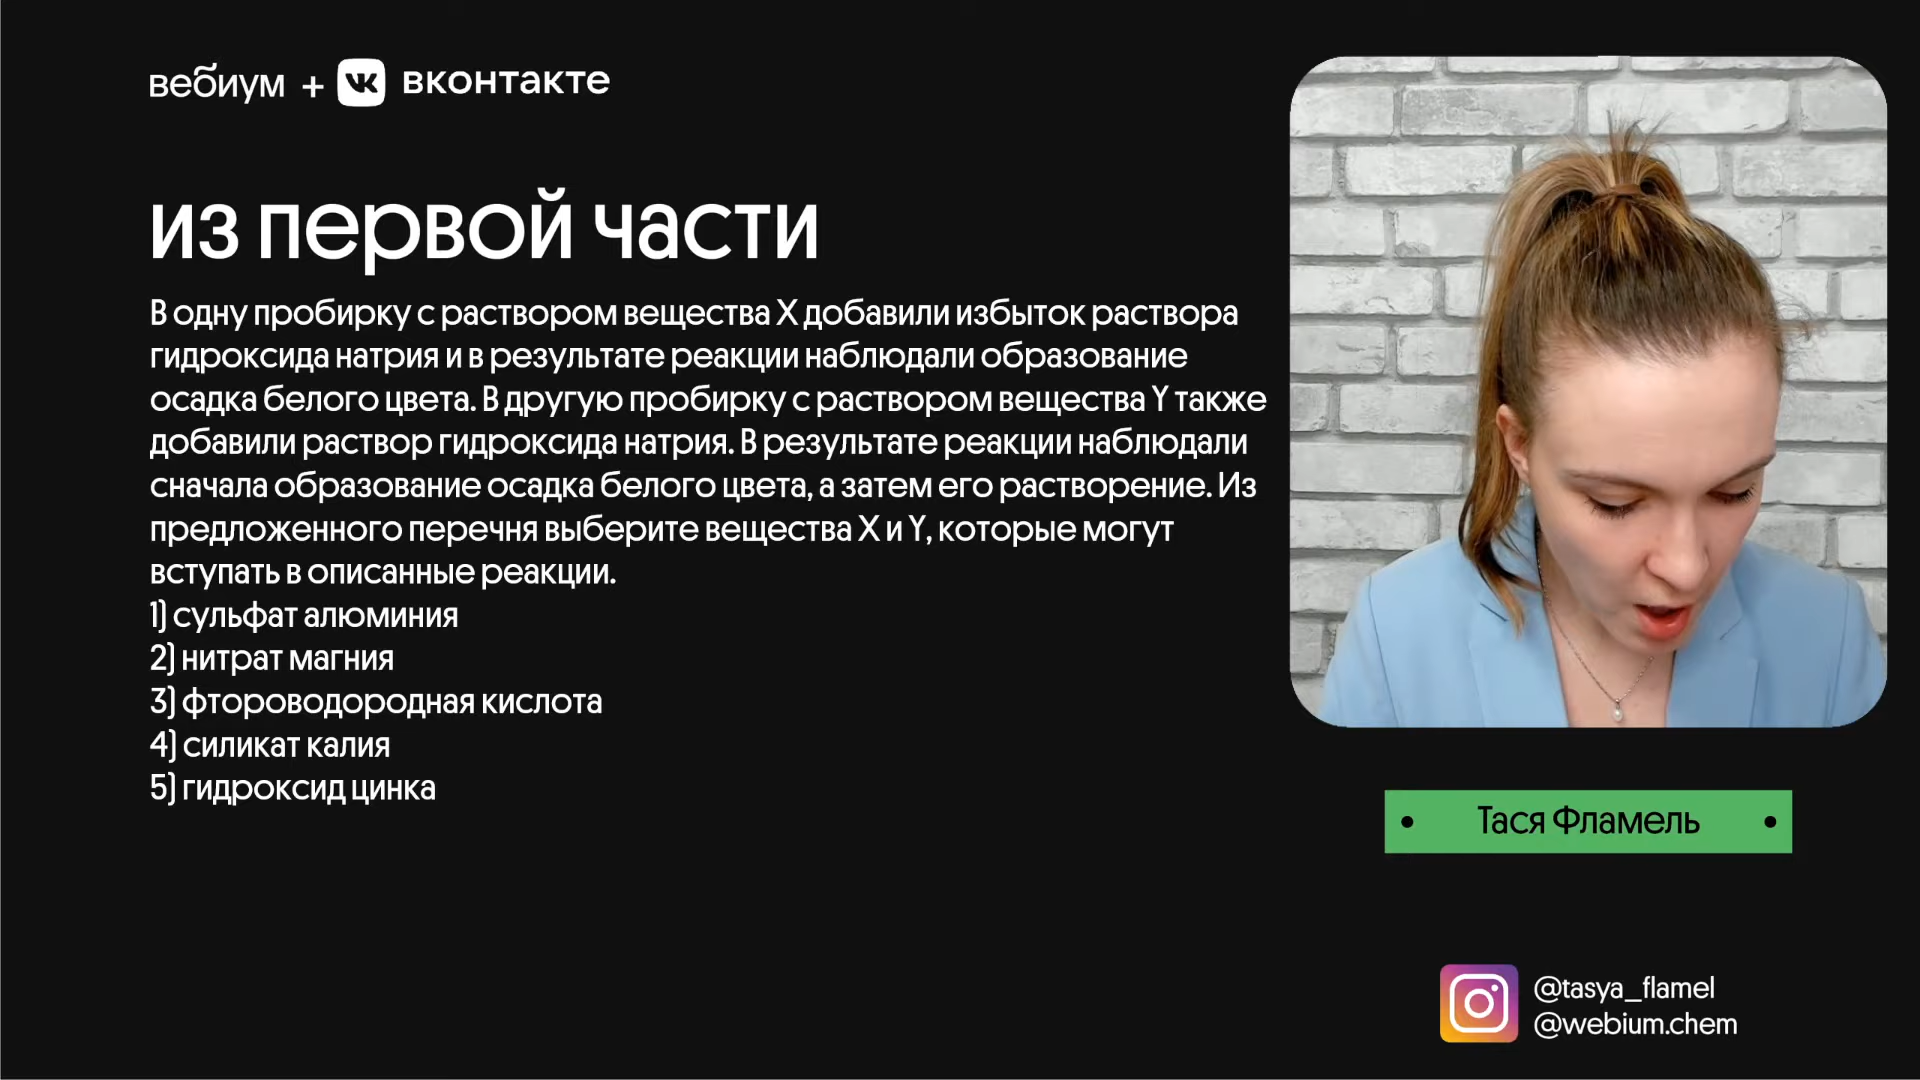 вебиум + вконтакте
из первой части
В одну пробирку с раствором вещества X добавили избыток раствора
гидроксида натрия и в результате реакции наблюдали образование
осадка белого цвета. В другую пробирку с раствором вещества Y также
добавили раствор гидроксида натрия. В результате реакции наблюдали
сначала образование осадка белого цвета, а затем его растворение. Из
предложенного перечня выберите вещества X и Y, которые могут
вступать в описанные реакции.
1) сульфат алюминия
2) нитрат магния
3) фтороводородная кислота
4) силикат калия
5) гидроксид цинка
• Тася Фламель •
@tasya_flamel
@webium.chem